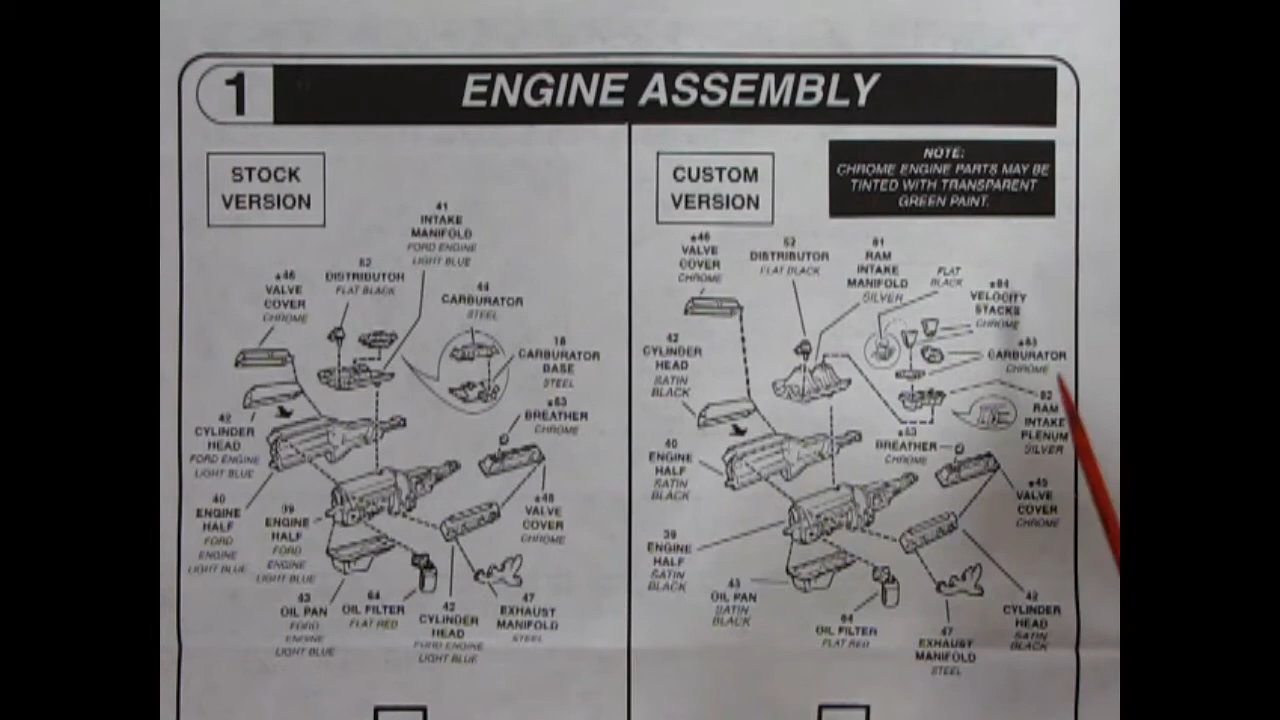 1
ENGINE ASSEMBLY
STOCK
VERSION
41
INTAKE
MANIFOLD
FORD ENGINE
LIGHT BLUE
52
DISTRIBUTOR
FLAT BLACK
★46
VALVE
COVER
CHROME
44
CARBURATOR
STEEL
18
CARBURATOR
BASE
STEEL
★53
BREATHER
CHROME
42
CYLINDER
HEAD
FORD ENGINE
LIGHT BLUE
40
ENGINE
HALF
FORD
ENGINE
LIGHT BLUE
39
ENGINE
HALF
FORD
ENGINE
LIGHT BLUE
VALVE
COVER
CHROME
43
OIL PAN
FORD
ENGINE
LIGHT BLUE
64
OIL FILTER
FLAT RED
42
CYLINDER
HEAD
FORD ENGINE
LIGHT BLUE
47
EXHAUST
MANIFOLD
STEEL
CUSTOM
VERSION
NOTE:
CHROME ENGINE PARTS MAY BE
TINTED WITH TRANSPARENT
GREEN PAINT.
★46
VALVE
COVER
CHROME
52
DISTRIBUTOR
FLAT BLACK
81
RAM
INTAKE
MANIFOLD
SILVER
FLAT
BLACK
★84
VELOCITY
STACKS
CHROME
★83
CARBURATOR
CHROME
82
RAM
INTAKE
PLENUM
SILVER
42
CYLINDER
HEAD
SATIN
BLACK
★53
BREATHER
CHROME
40
ENGINE
HALF
SATIN
BLACK
VALVE
COVER
CHROME
39
ENGINE
HALF
SATIN
BLACK
43
OIL PAN
SATIN
BLACK
64
OIL FILTER
FLAT RED
47
EXHAUST
MANIFOLD
STEEL
42
CYLINDER
HEAD
SATIN
BLACK